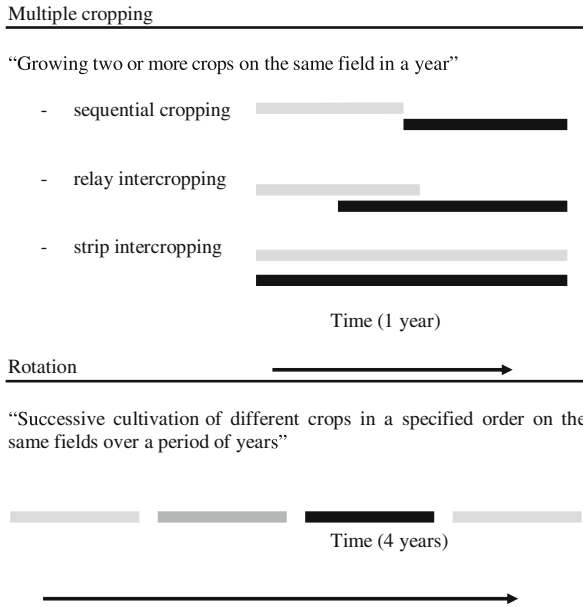 Multiple cropping
“Growing two or more crops on the same field in a year”
- sequential cropping
- relay intercropping
- strip intercropping
Time (1 year)
Rotation
“Successive cultivation of different crops in a specified order on the
same fields over a period of years”
Time (4 years)